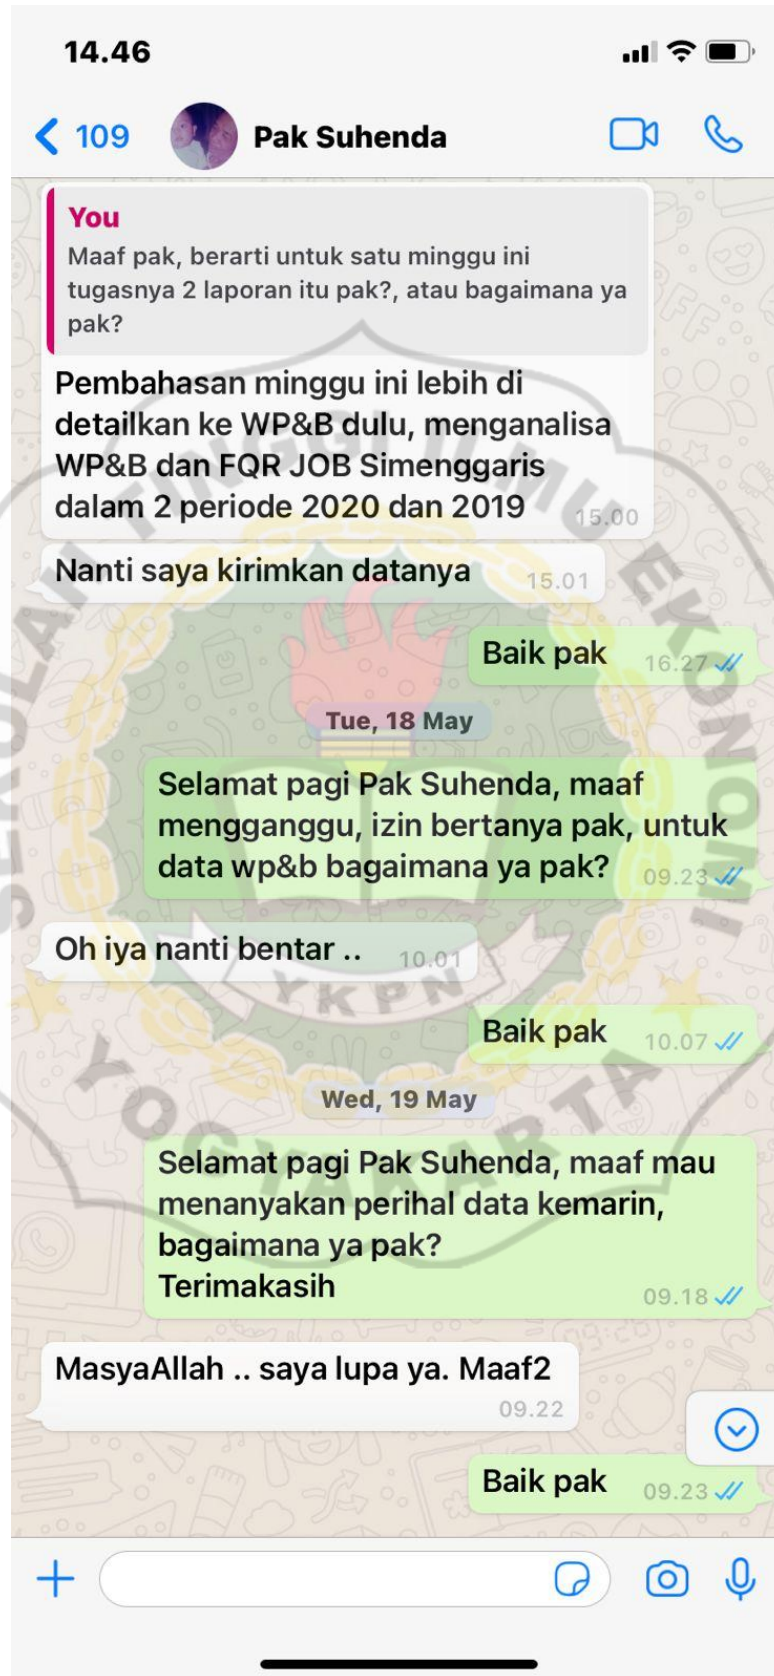 14.46
109
Pak Suhenda
You
Maaf pak, berarti untuk satu minggu ini
tugasnya 2 laporan itu pak?, atau bagaimana ya
pak?
Pembahasan minggu ini lebih di
detailkan ke WP&B dulu, menganalisa
WP&B dan FQR JOB Simenggaris
dalam 2 periode 2020 dan 2019
15.00
Nanti saya kirimkan datanya
15.01
Baik pak
16.27
Tue, 18 May
Selamat pagi Pak Suhenda, maaf
mengganggu, izin bertanya pak, untuk
data wp&b bagaimana ya pak?
09.23
Oh iya nanti bentar ..
10.01
Baik pak
10.07
Wed, 19 May
Selamat pagi Pak Suhenda, maaf mau
menanyakan perihal data kemarin,
bagaimana ya pak?
Terimakasih
09.18
MasyaAllah .. saya lupa ya. Maaf2
09.22
Baik pak
09.23
SEKOLAH TINGGI ILMU EKONOMI
YKPN
YOGYAKARTA